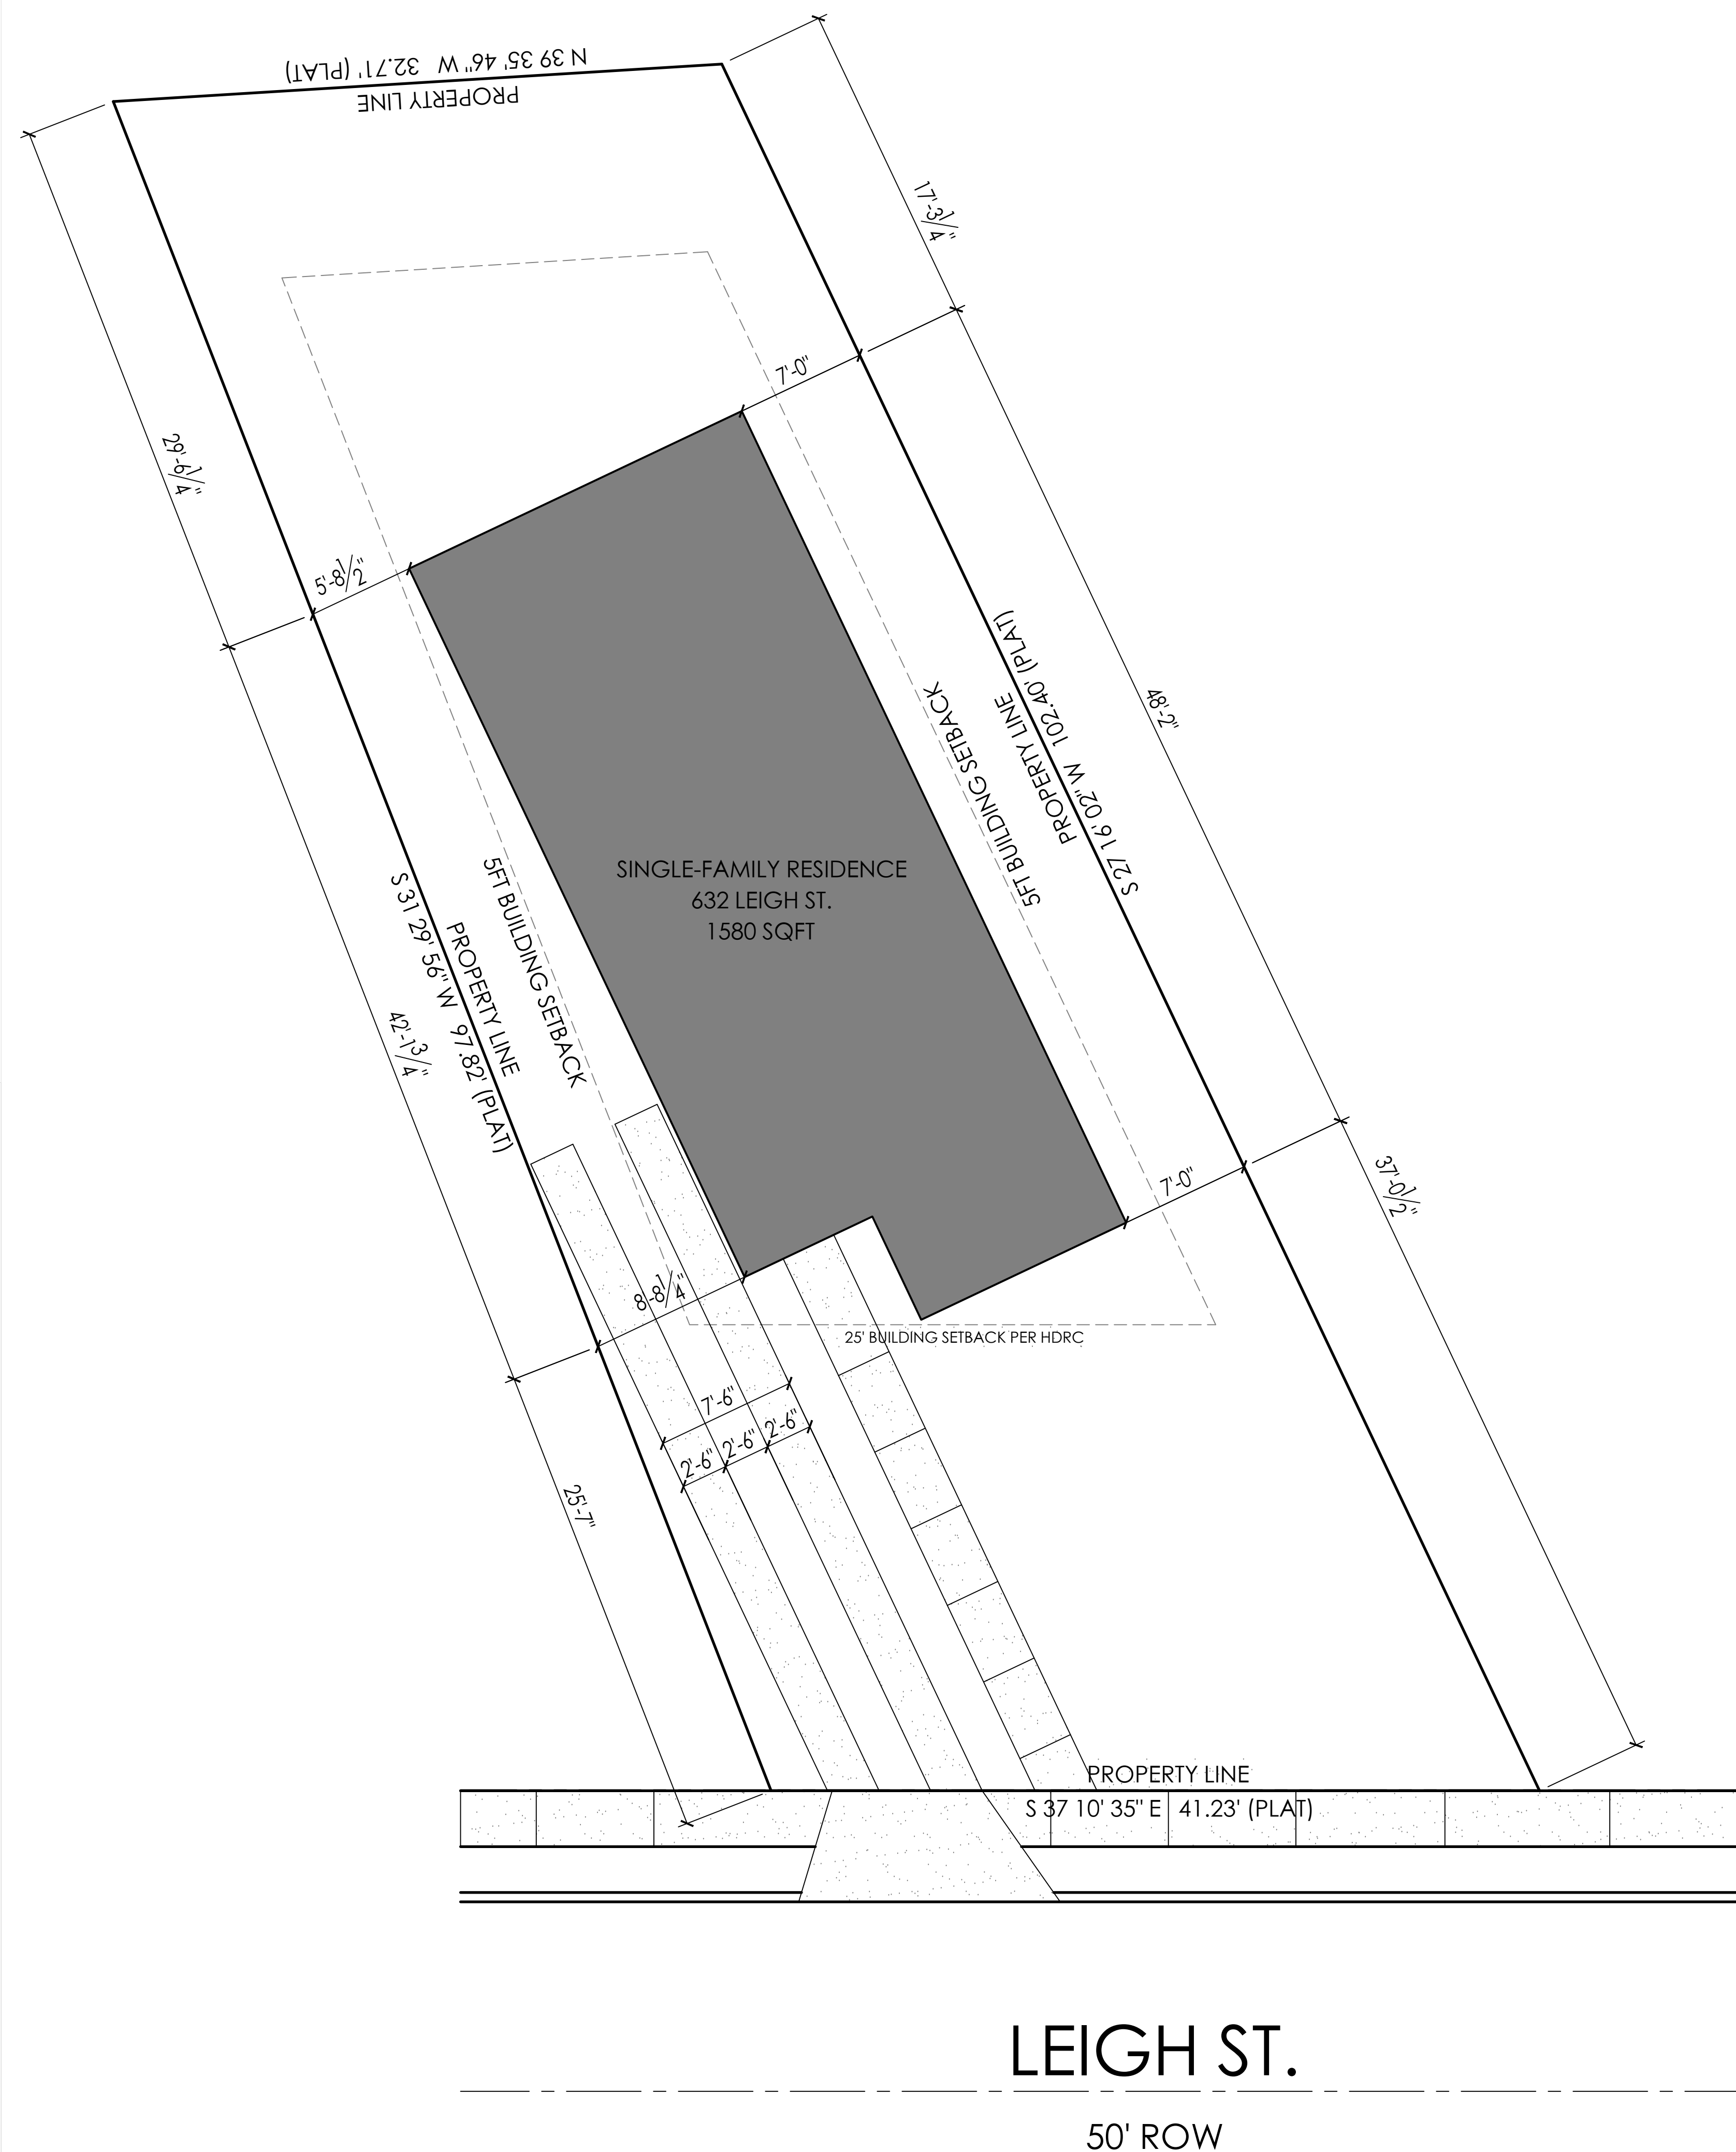 N 39 35' 46" W 32.71' (PLAT)
PROPERTY LINE
17'-3 1/4"
7'-0"
29'-6 1/4"
5'-8 1/2"
S 27 16' 02" W 102.40' (PLAT)
PROPERTY LINE
5FT BUILDING SETBACK
48'-2"
SINGLE-FAMILY RESIDENCE
632 LEIGH ST.
1580 SQFT
5FT BUILDING SETBACK
PROPERTY LINE
S 31 29' 56" W 97.82' (PLAT)
42'-1 3/4"
7'-0"
37'-0 1/2"
8'-8 1/4"
25' BUILDING SETBACK PER HDRC
7'-6"
2'-6"
2'-6"
2'-6"
25'-7"
PROPERTY LINE
S 37 10' 35" E 41.23' (PLAT)
LEIGH ST.
50' ROW